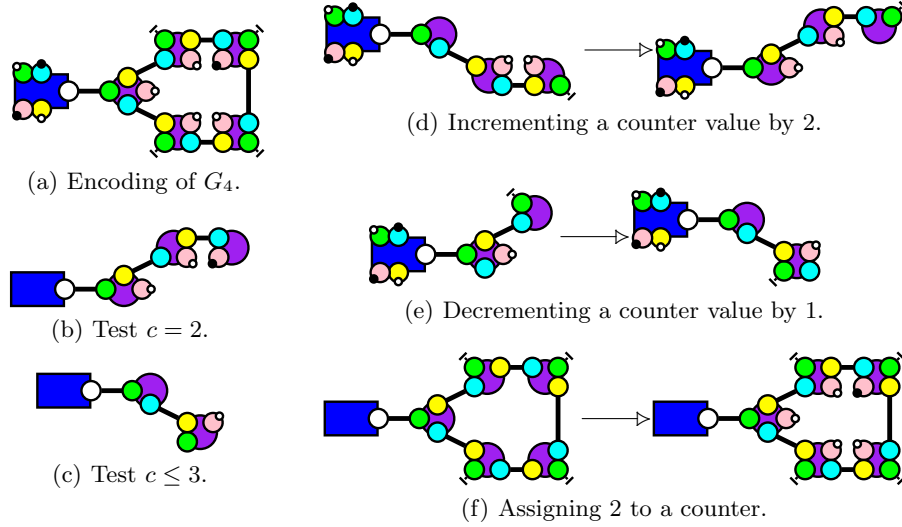 (a) Encoding of G₄.
(b) Test c = 2.
(c) Test c ≤ 3.
(d) Incrementing a counter value by 2.
(e) Decrementing a counter value by 1.
(f) Assigning 2 to a counter.